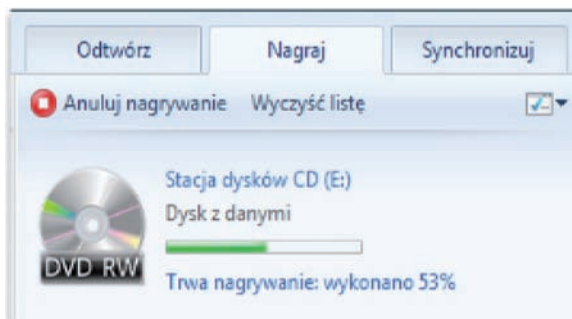 Odtwórz Nagraj Synchronizuj
Anuluj nagrywanie Wyczyść listę
Stacja dysków CD (E:)
Dysk z danymi
DVD RW
Trwa nagrywanie: wykonano 53%